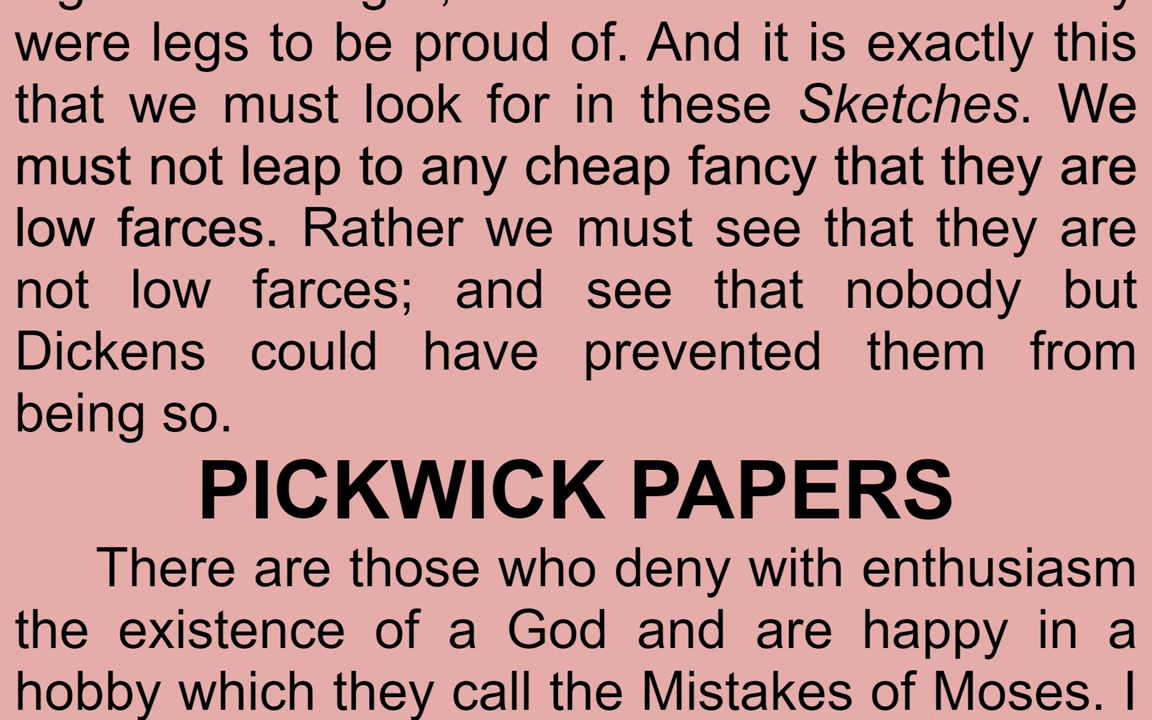 were legs to be proud of. And it is exactly this
that we must look for in these Sketches. We
must not leap to any cheap fancy that they are
low farces. Rather we must see that they are
not low farces; and see that nobody but
Dickens could have prevented them from
being so.
PICKWICK PAPERS
There are those who deny with enthusiasm
the existence of a God and are happy in a
hobby which they call the Mistakes of Moses. I